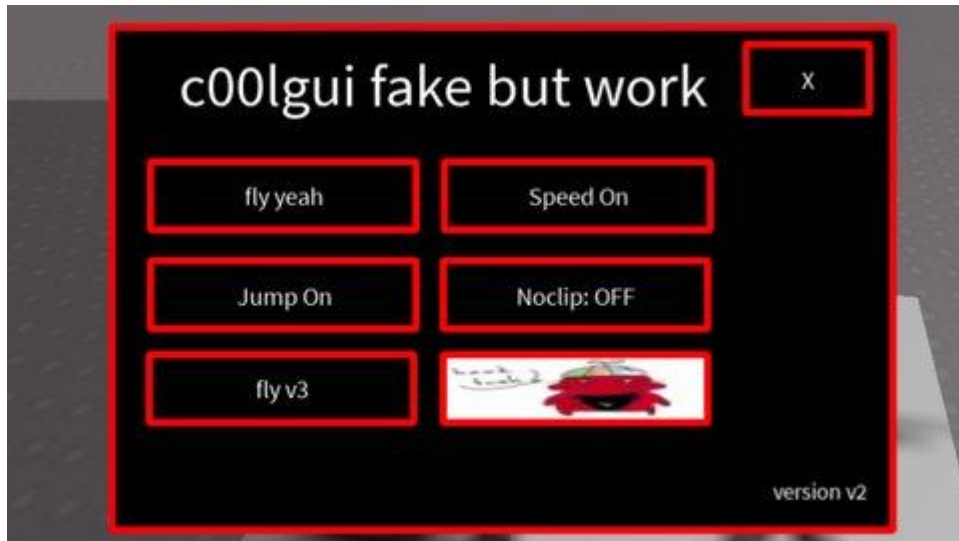 c00lgui fake but work
X
fly yeah
Speed On
Jump On
Noclip: OFF
fly v3
version v2